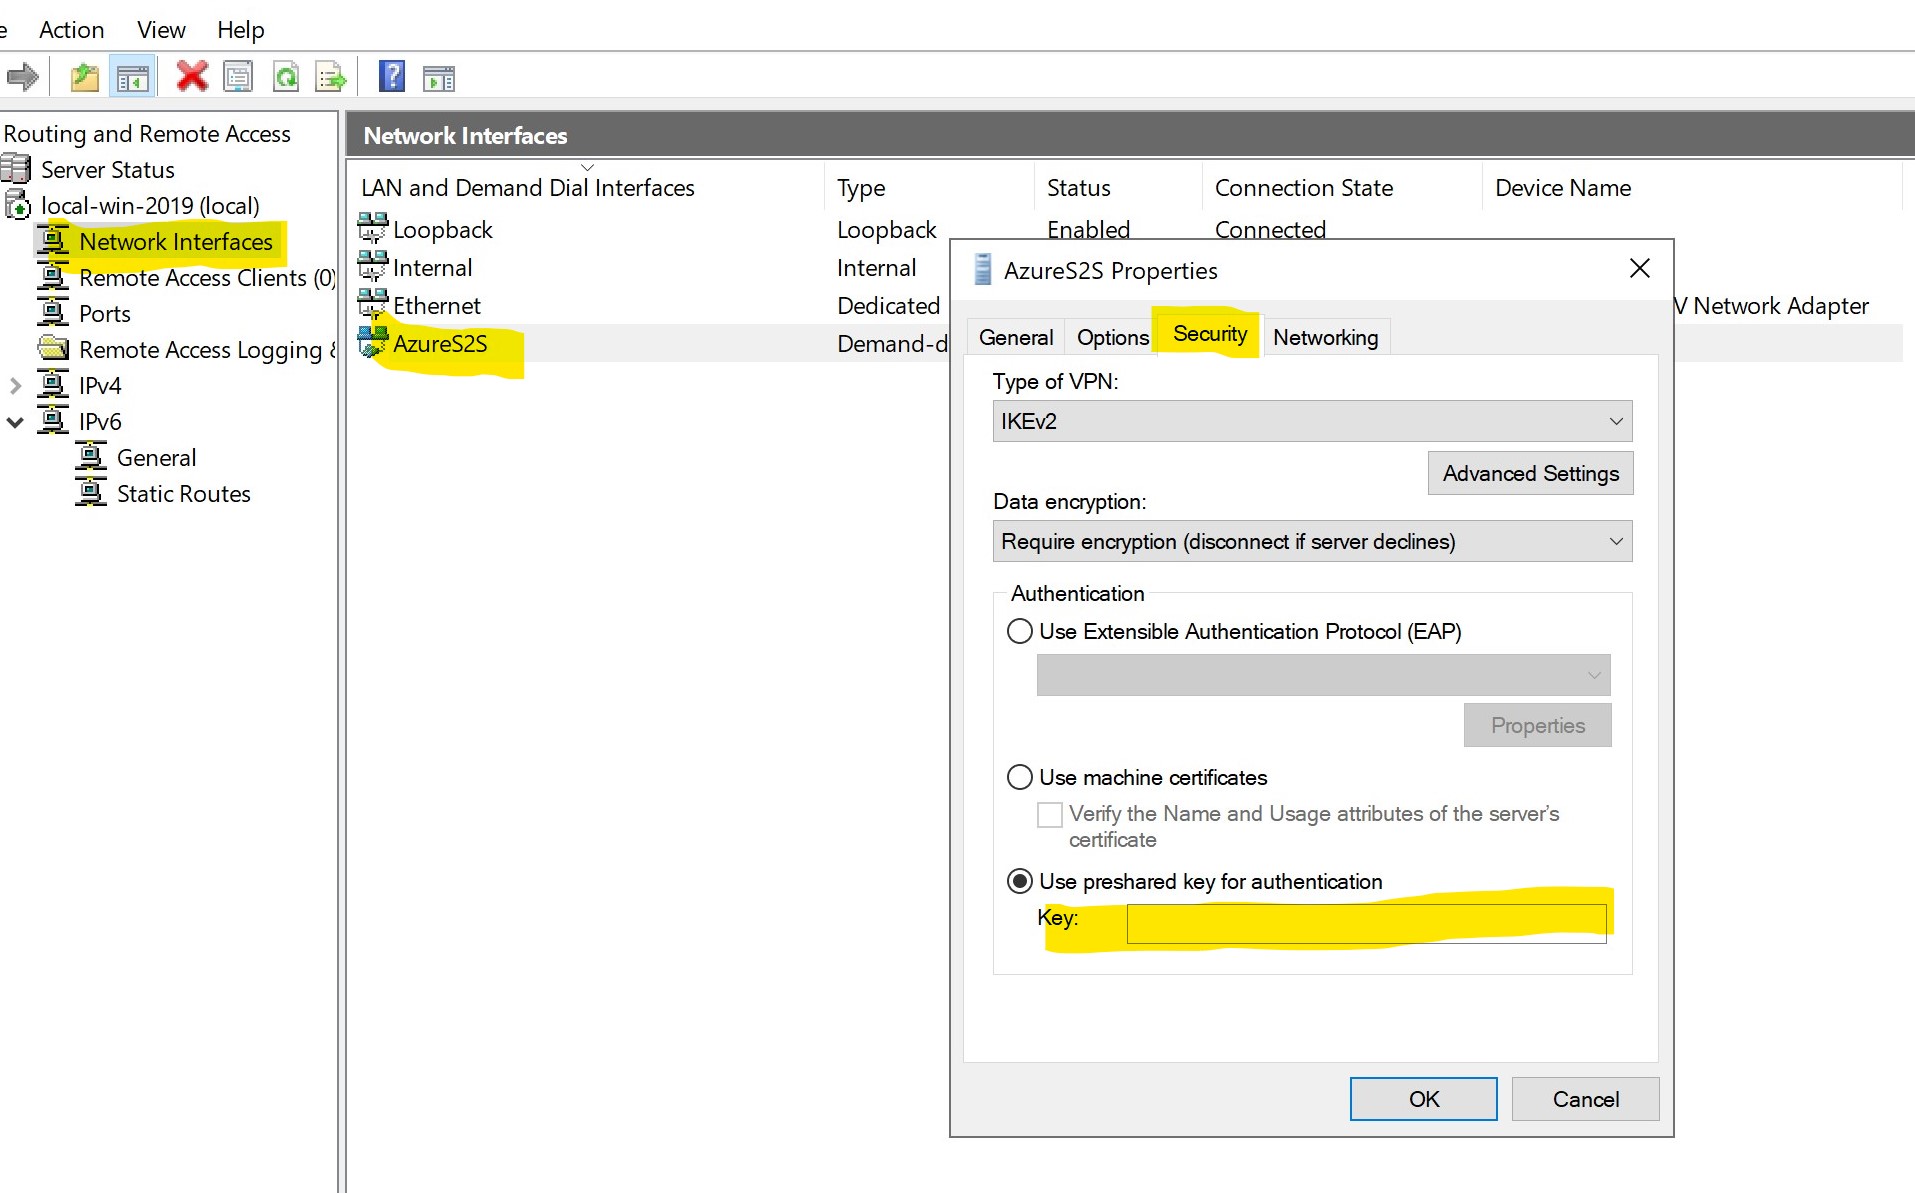 Action View Help
Routing and Remote Access
Server Status
local-win-2019 (local)
Network Interfaces
Remote Access Clients (0)
Ports
Remote Access Logging &
IPv4
IPv6
General
Static Routes
Network Interfaces
LAN and Demand Dial Interfaces Type Status Connection State Device Name
Loopback Loopback Enabled Connected
Internal Internal
Ethernet Dedicated V Network Adapter
AzureS2S Demand-d
AzureS2S Properties
General Options Security Networking
Type of VPN:
IKEv2
Advanced Settings
Data encryption:
Require encryption (disconnect if server declines)
Authentication
Use Extensible Authentication Protocol (EAP)
Properties
Use machine certificates
Verify the Name and Usage attributes of the server's
certificate
Use preshared key for authentication
Key:
OK Cancel